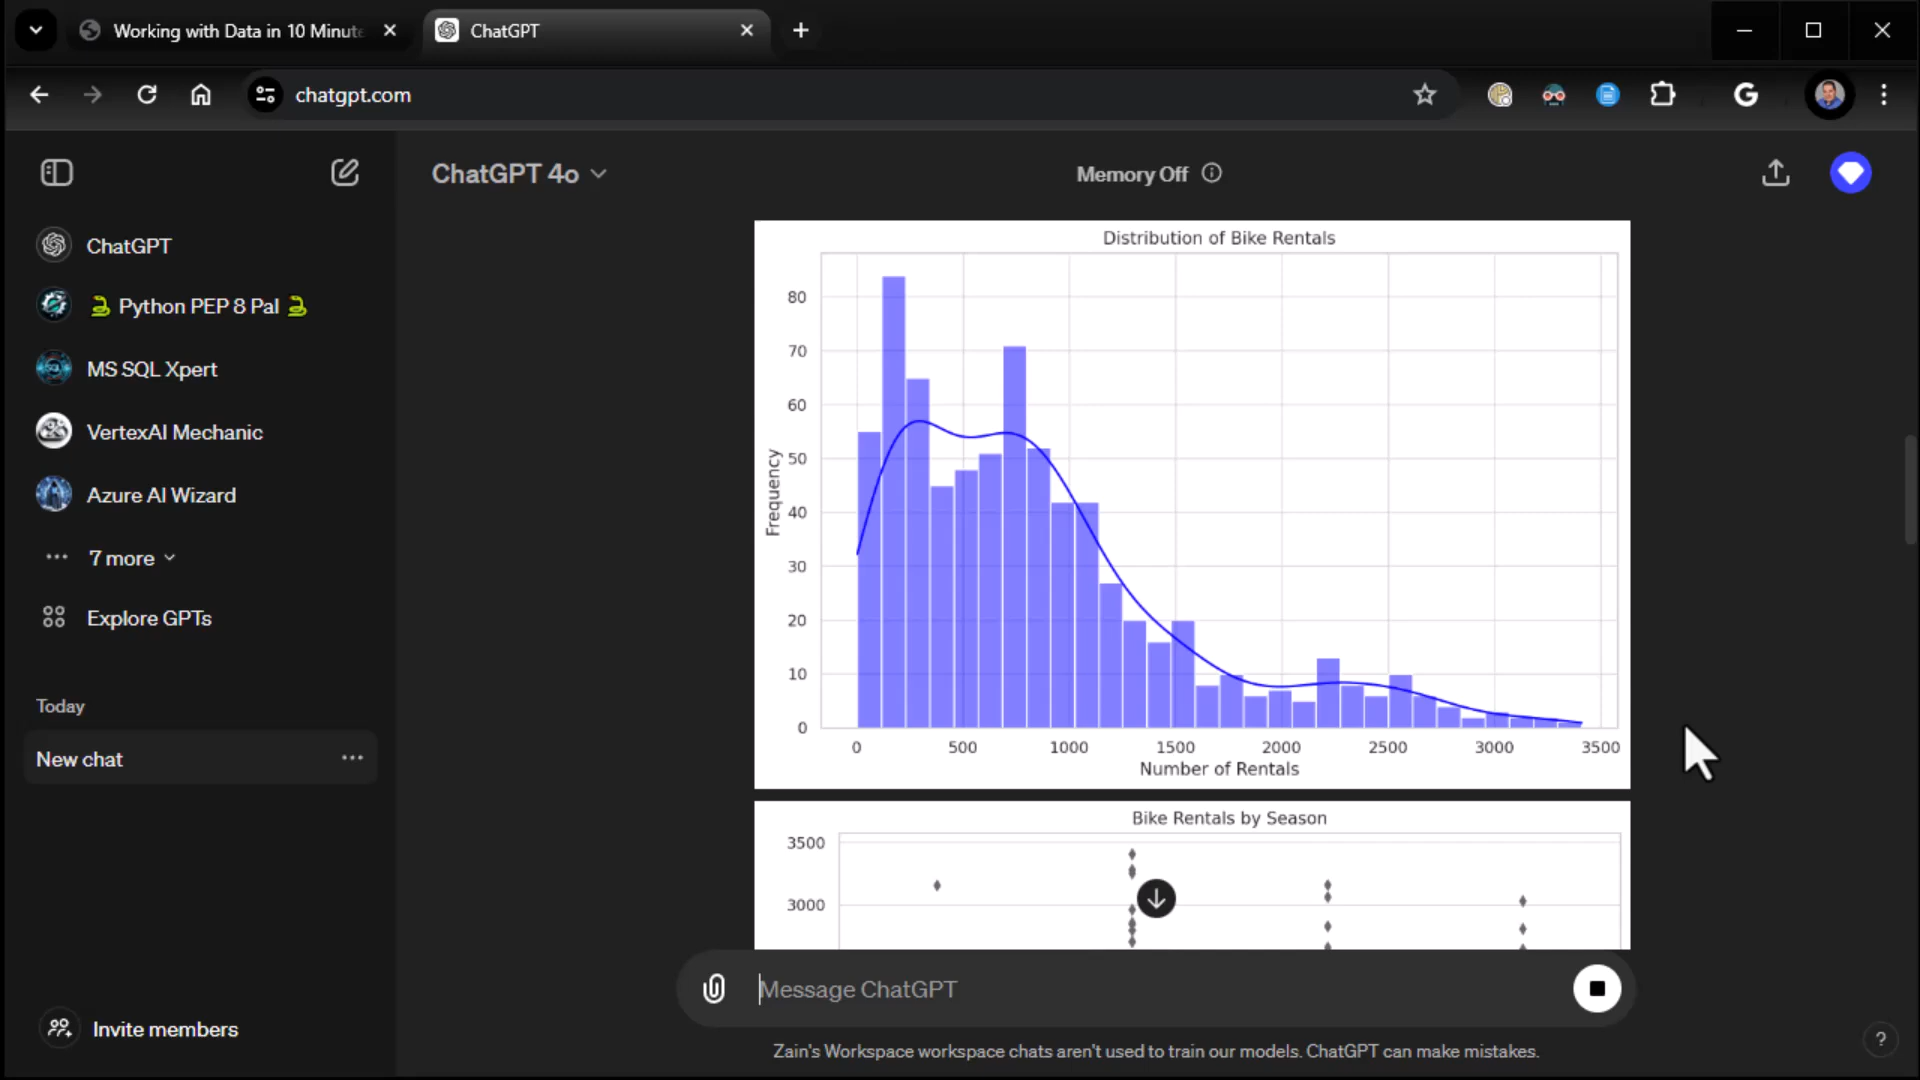 Working with Data in 10 Minute
ChatGPT
chatgpt.com
G
ChatGPT
Python PEP 8 Pal
MS SQL Xpert
VertexAI Mechanic
Azure AI Wizard
7 more
Explore GPTs
Today
New chat
Invite members
ChatGPT 4o
Memory Off
Distribution of Bike Rentals
80
70
60
50
40
30
20
10
0
Frequency
0 500 1000 1500 2000 2500 3000 3500
Number of Rentals
Bike Rentals by Season
3500
3000
Message ChatGPT
Zain's Workspace workspace chats aren't used to train our models. ChatGPT can make mistakes.
?